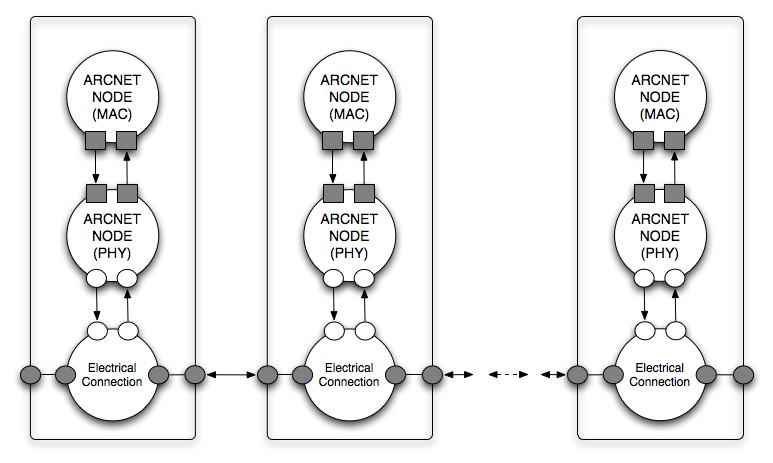 ARCNET
NODE
(MAC)
ARCNET
NODE
(PHY)
Electrical
Connection
ARCNET
NODE
(MAC)
ARCNET
NODE
(PHY)
Electrical
Connection
ARCNET
NODE
(MAC)
ARCNET
NODE
(PHY)
Electrical
Connection